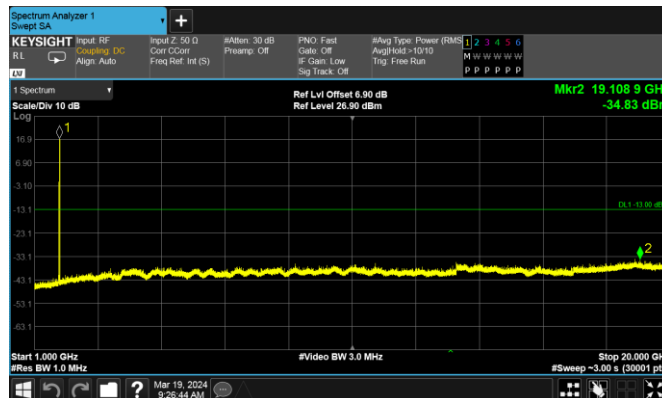 Spectrum Analyzer 1
Swept SA
+
KEYSIGHT Input: RF
R L Coupling: DC
Align: Auto
LXI
Input Z: 50 Ω
Corr CCorr
Freq Ref: Int (S)
#Atten: 30 dB
Preamp: Off
PNO: Fast
Gate: Off
IF Gain: Low
Sig Track: Off
#Avg Type: Power (RMS
Avg|Hold:>10/10
Trig: Free Run
1 2 3 4 5 6
M W W W W W
P P P P P P
1 Spectrum
Scale/Div 10 dB
Ref Lvl Offset 6.90 dB
Ref Level 26.90 dBm
Mkr2 19.108 9 GH
-34.83 dBr
Log
1
16.9
6.90
-3.10
-13.1
DL1 -13.00 dB
-23.1
2
-33.1
-43.1
-53.1
-63.1
Start 1.000 GHz
#Res BW 1.0 MHz
#Video BW 3.0 MHz
Stop 20.000 GH
#Sweep ~3.00 s (30001 pt
?
Mar 19, 2024
9:26:44 AM